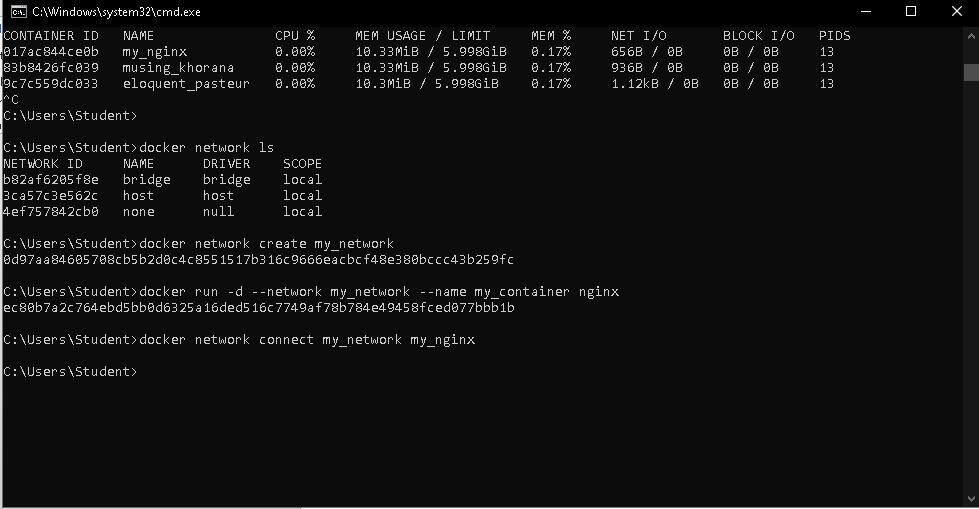 C:\Windows\system32\cmd.exe
CONTAINER ID   NAME               CPU %     MEM USAGE / LIMIT     MEM %     NET I/O         BLOCK I/O   PIDS
017ac844ce0b   my_nginx           0.00%     10.33MiB / 5.998GiB   0.17%     656B / 0B       0B / 0B     13
83b8426fc039   musing_khorana     0.00%     10.33MiB / 5.998GiB   0.17%     936B / 0B       0B / 0B     13
9c7c559dc033   eloquent_pasteur   0.00%     10.3MiB / 5.998GiB    0.17%     1.12kB / 0B     0B / 0B     13
^C
C:\Users\Student>
C:\Users\Student>docker network ls
NETWORK ID     NAME      DRIVER    SCOPE
b82af6205f8e   bridge    bridge    local
3ca57c3e562c   host      host      local
4ef757842cb0   none      null      local
C:\Users\Student>docker network create my_network
0d97aa84605708cb5b2d0c4c8551517b316c9666eacbcf48e380bccc43b259fc
C:\Users\Student>docker run -d --network my_network --name my_container nginx
ec80b7a2c764ebd5bb0d6325a16ded516c7749af78b784e49458fced077bbb1b
C:\Users\Student>docker network connect my_network my_nginx
C:\Users\Student>